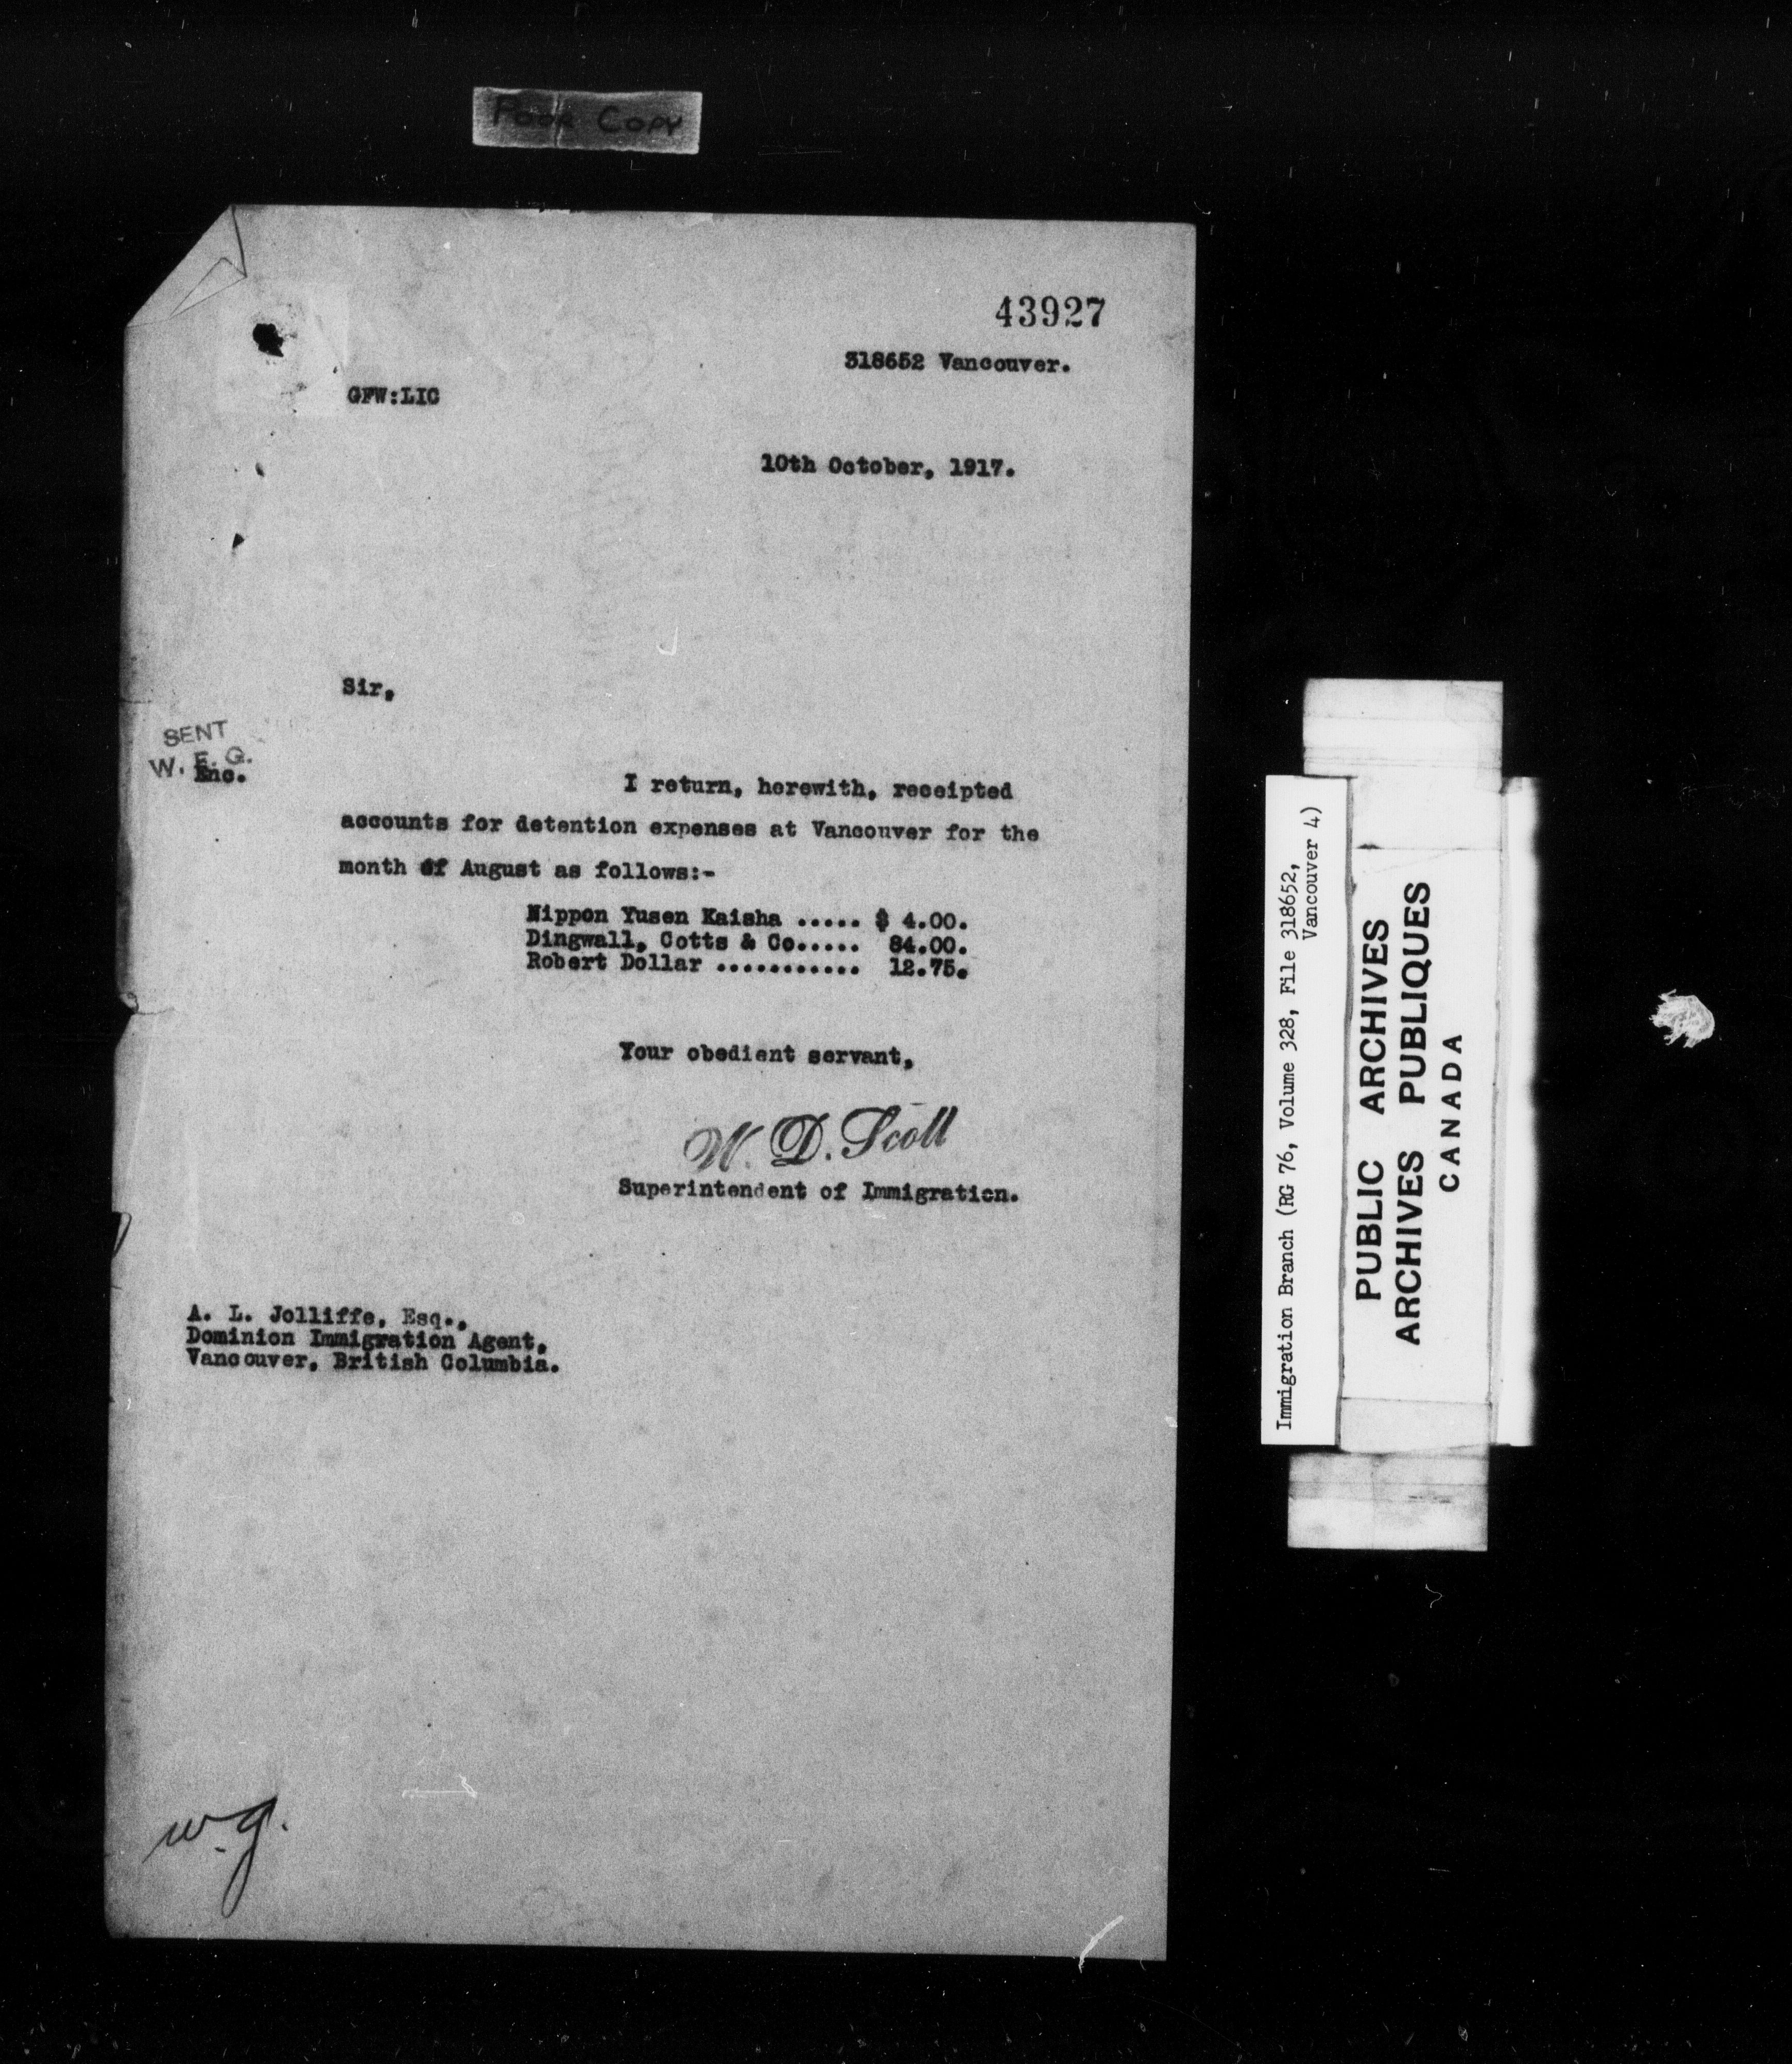 Poor Copy
43927
318652 Vancouver.
GFW:LIC
10th October, 1917.
Sir,
SENT
W. E. G.
Enc.
I return, herewith, receipted
accounts for detention expenses at Vancouver for the
month of August as follows:-
Nippon Yusen Kaisha ..... $ 4.00.
Dingwall, Cotts & Co..... 84.00.
Robert Dollar ........... 12.75.
Your obedient servant,
W. D. Scott
Superintendent of Immigration.
A. L. Jolliffe, Esq.,
Dominion Immigration Agent,
Vancouver, British Columbia.
w.g.
Immigration Branch (RG 76, Volume 328, File 318652,
Vancouver 4)
PUBLIC ARCHIVES
ARCHIVES PUBLIQUES
CANADA